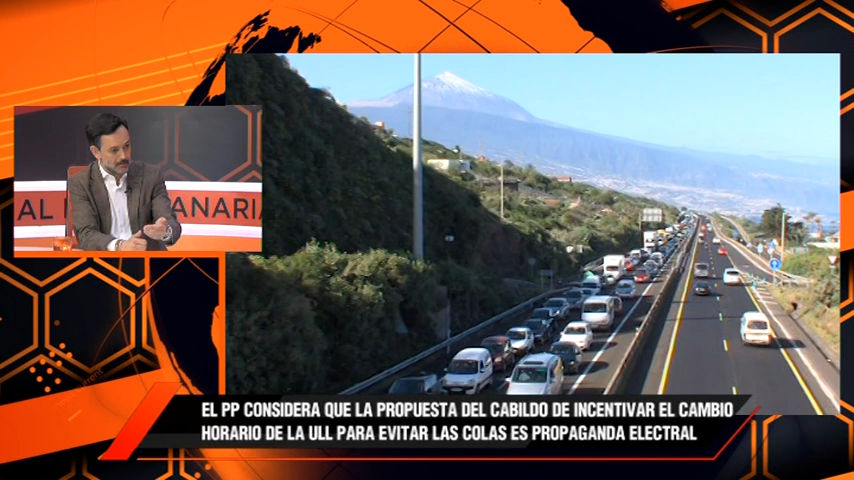 AL
ANARIA
EL PP CONSIDERA QUE LA PROPUESTA DEL CABILDO DE INCENTIVAR EL CAMBIO
HORARIO DE LA ULL PARA EVITAR LAS COLAS ES PROPAGANDA ELECTRAL